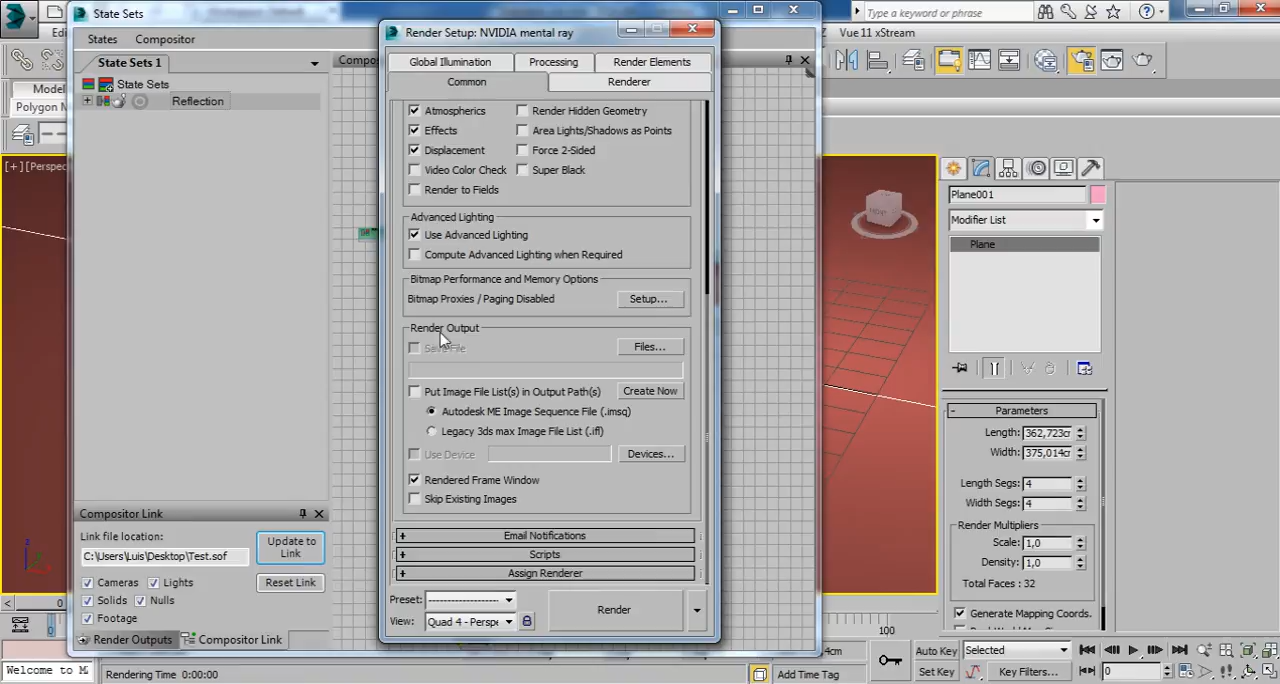 State Sets
States Compositor
State Sets 1
State Sets
Reflection
Compositor Link
Link file location:
C:\Users\Luis\Desktop\Test.sof
Update to
Link
Cameras Lights
Reset Link
Solids Nulls
Footage
Render Outputs Compositor Link
Render Setup: NVIDIA mental ray
Global Illumination Processing Render Elements
Common Renderer
Atmospherics Render Hidden Geometry
Effects Area Lights/Shadows as Points
Displacement Force 2-Sided
Video Color Check Super Black
Render to Fields
Advanced Lighting
Use Advanced Lighting
Compute Advanced Lighting when Required
Bitmap Performance and Memory Options
Bitmap Proxies / Paging Disabled Setup...
Render Output
Save File Files...
Put Image File List(s) in Output Path(s) Create Now
Autodesk ME Image Sequence File (.imsq)
Legacy 3ds max Image File List (.ifl)
Use Device Devices...
Rendered Frame Window
Skip Existing Images
+ Email Notifications
+ Scripts
+ Assign Renderer
Preset: --------------------
View: Quad 4 - Perspe
Render
Type a keyword or phrase
Vue 11 xStream
Model
Polygon M
[+] [Perspec
Plane001
Modifier List
Plane
- Parameters
Length: 362,723cr
Width: 375,014cr
Length Segs: 4
Width Segs: 4
Render Multipliers
Scale: 1,0
Density: 1,0
Total Faces : 32
Generate Mapping Coords.
0
100
Welcome to M
Rendering Time 0:00:00
Add Time Tag
Auto Key Selected
Set Key Key Filters...
0